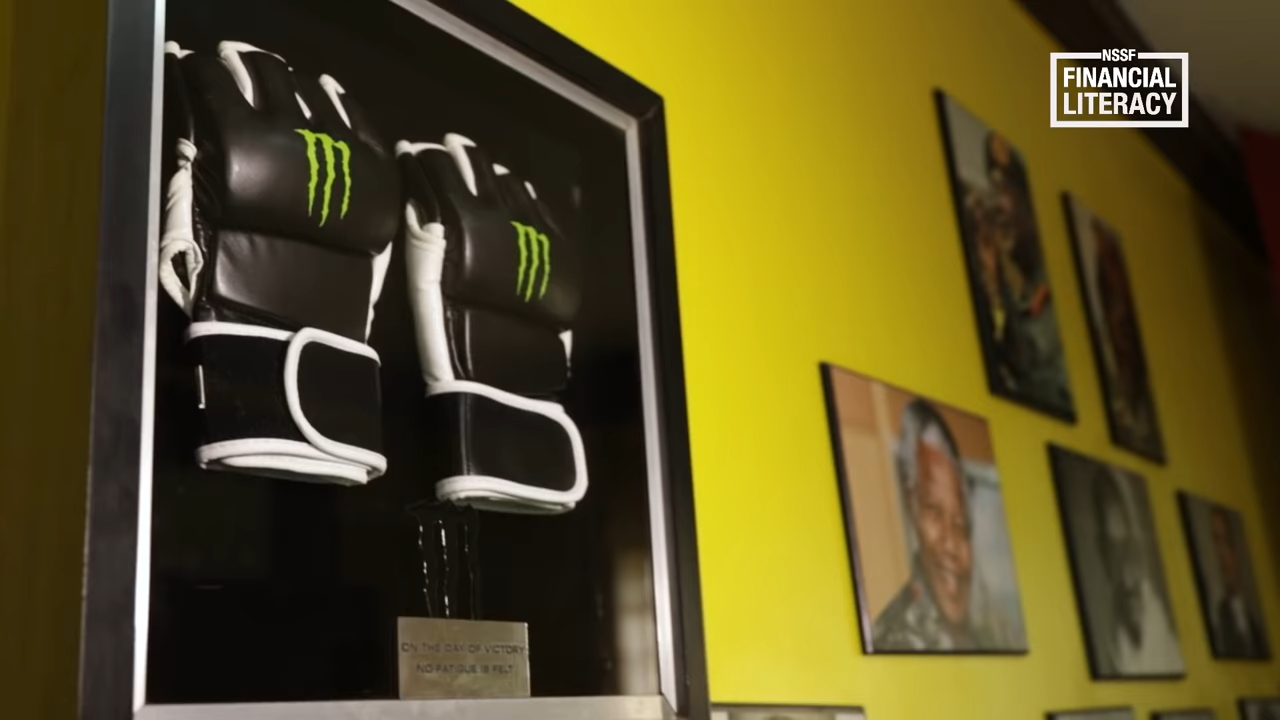 NSSF
FINANCIAL
LITERACY
ON THE DAY OF VICTORY
NO FATIGUE IS FELT